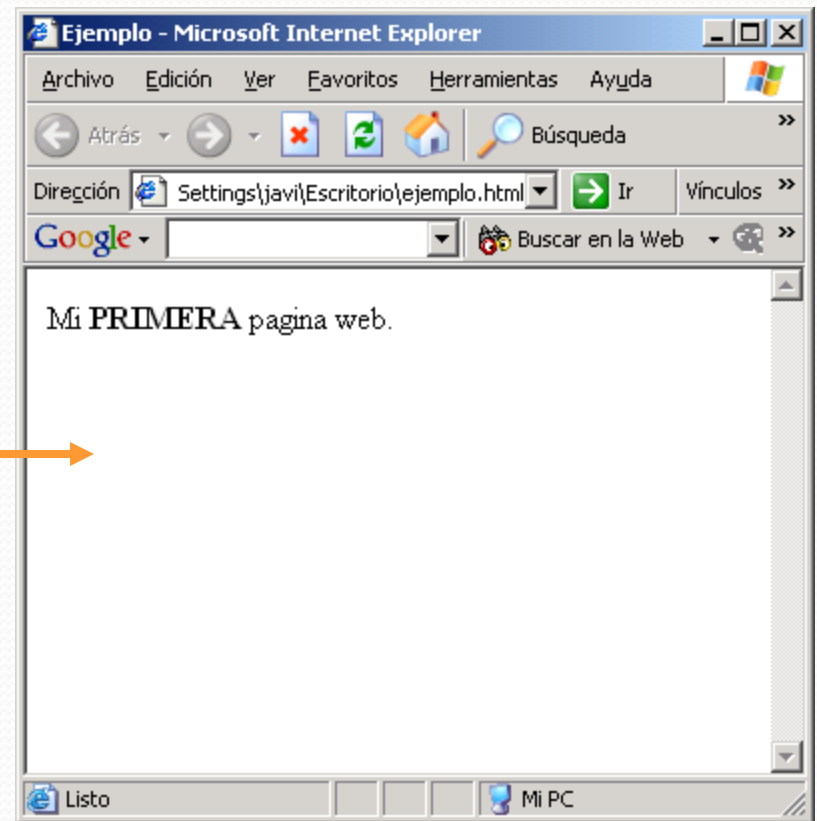 Ejemplo - Microsoft Internet Explorer
Archivo Edición Ver Favoritos Herramientas Ayuda
Atrás Búsqueda »
Dirección Settings\javi\Escritorio\ejemplo.html Ir Vínculos »
Google Buscar en la Web »
Mi PRIMERA pagina web.
Listo Mi PC